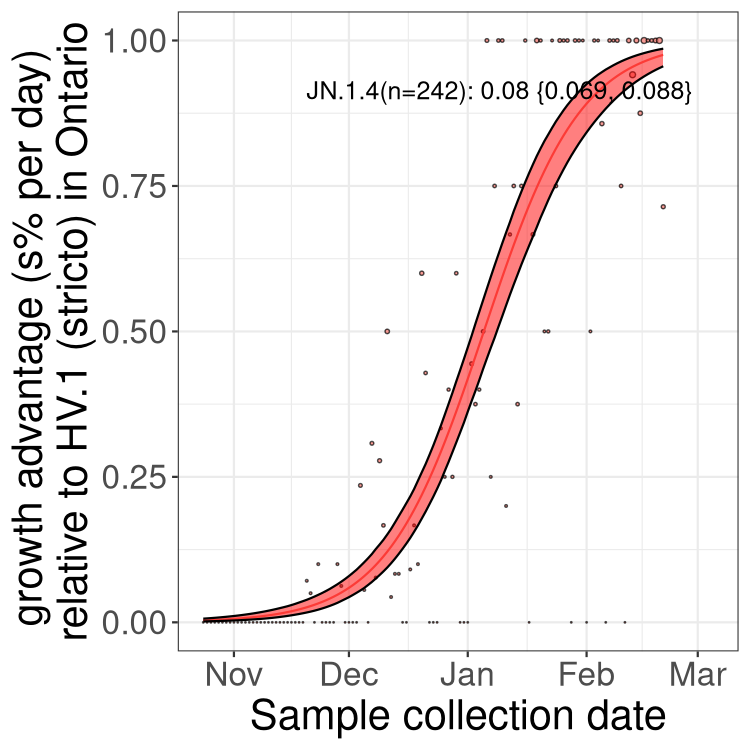 growth advantage (s% per day)
relative to HV.1 (stricto) in Ontario
1.00
0.75
0.50
0.25
0.00
JN.1.4(n=242): 0.08 {0.069, 0.088}
Nov Dec Jan Feb Mar
Sample collection date